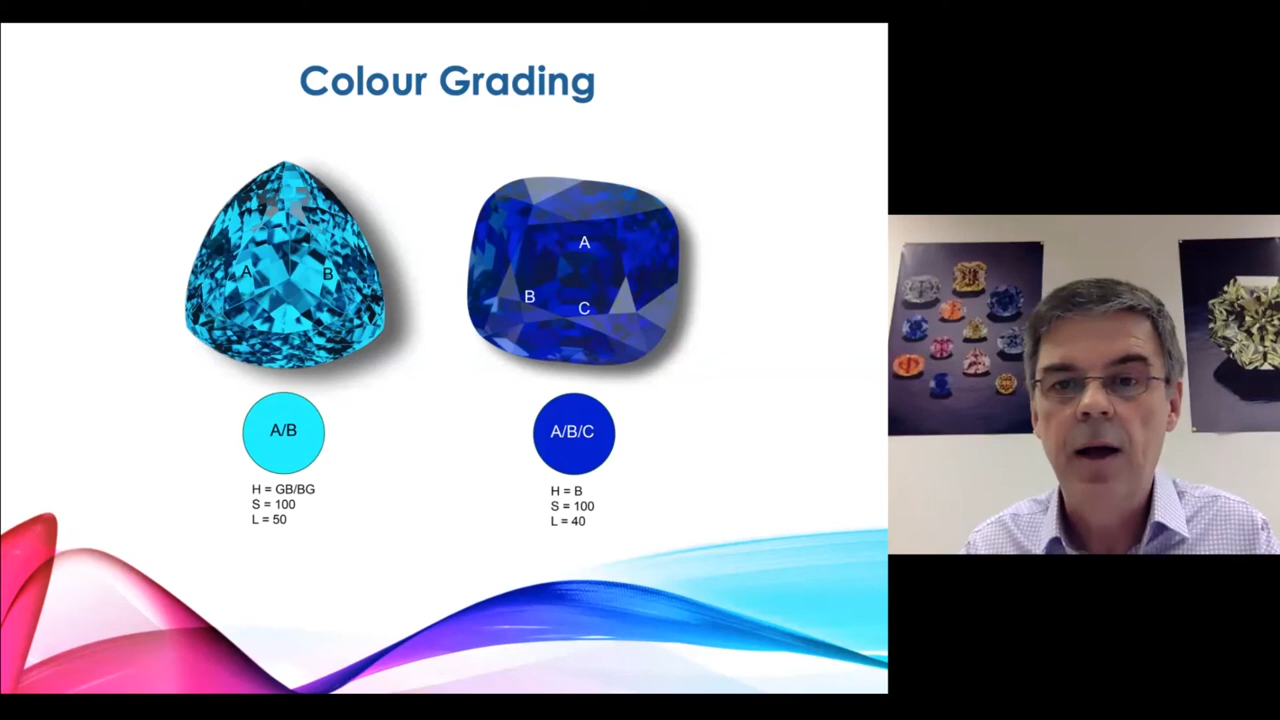 Colour Grading
A
B
A
B
C
A/B
A/B/C
H = GB/BG
S = 100
L = 50
H = B
S = 100
L = 40